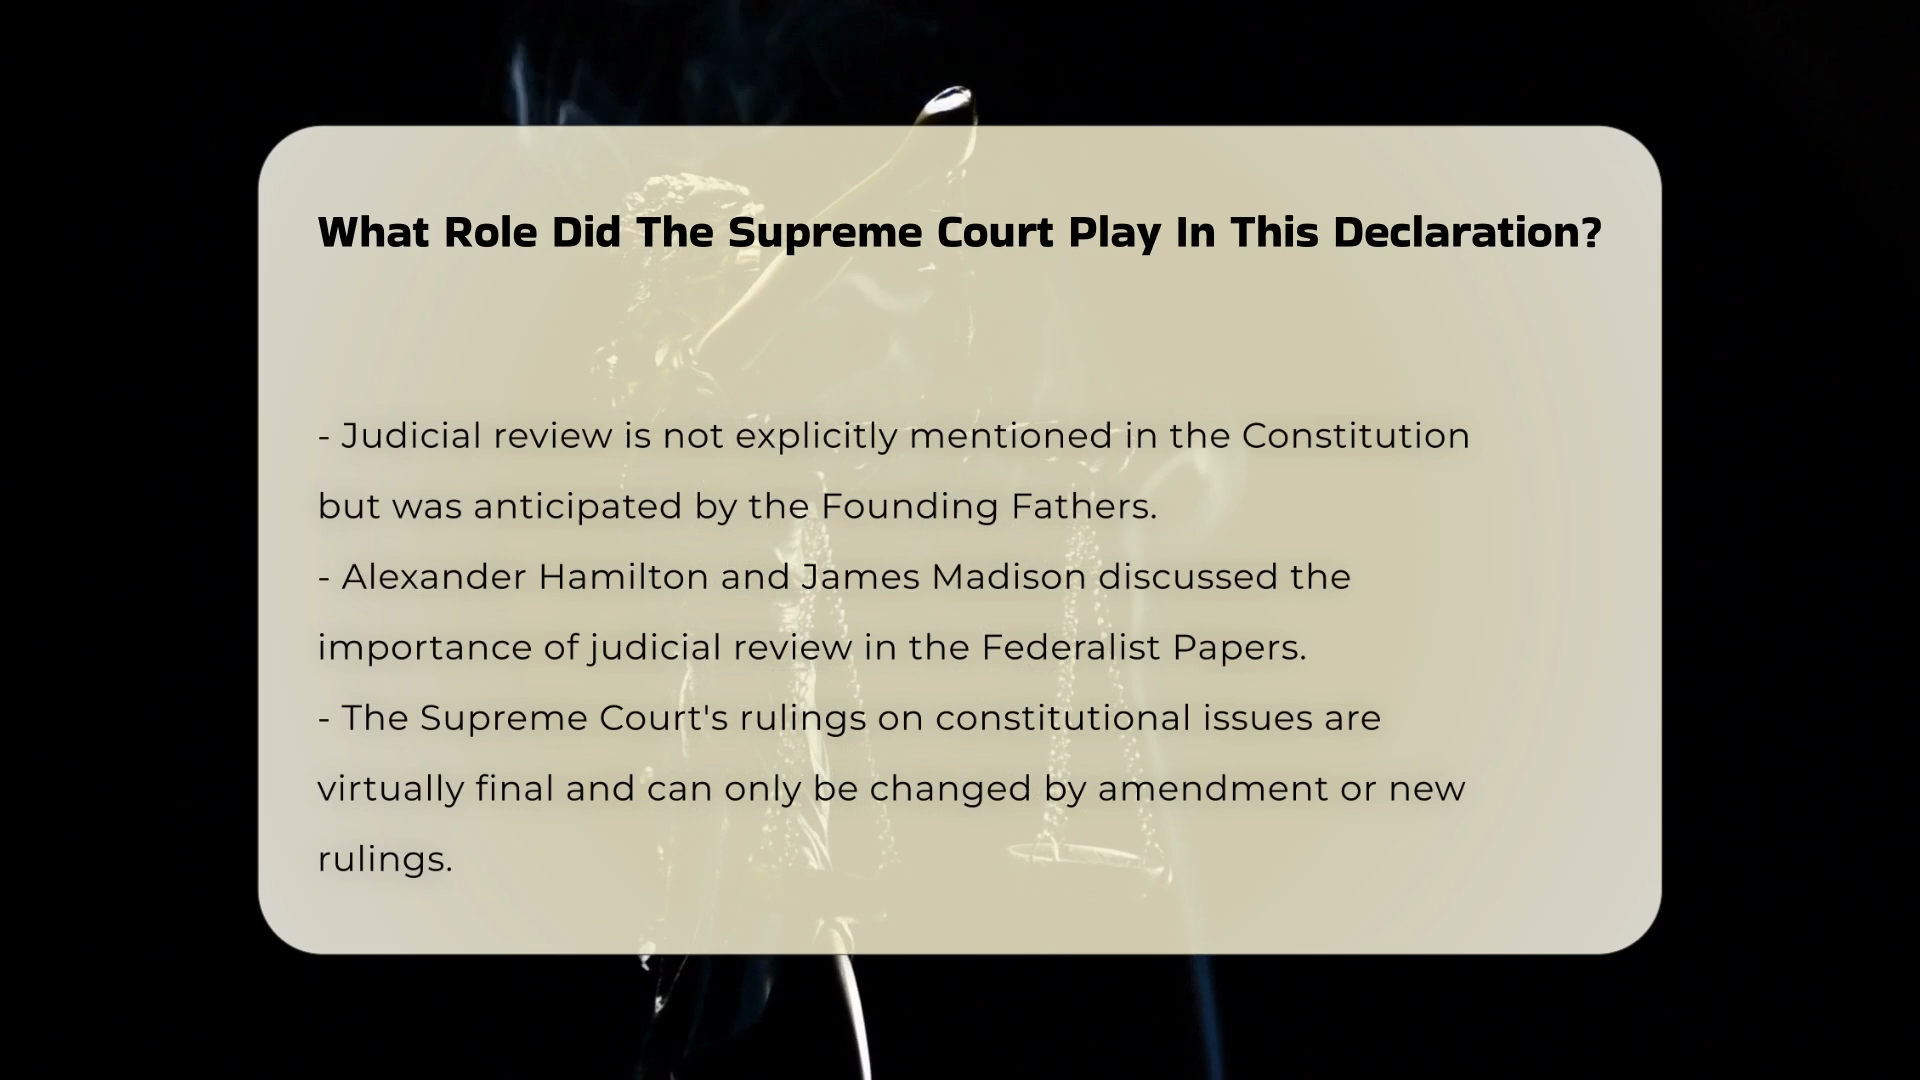 What Role Did The Supreme Court Play In This Declaration?
- Judicial review is not explicitly mentioned in the Constitution
but was anticipated by the Founding Fathers.
- Alexander Hamilton and James Madison discussed the
importance of judicial review in the Federalist Papers.
- The Supreme Court's rulings on constitutional issues are
virtually final and can only be changed by amendment or new
rulings.